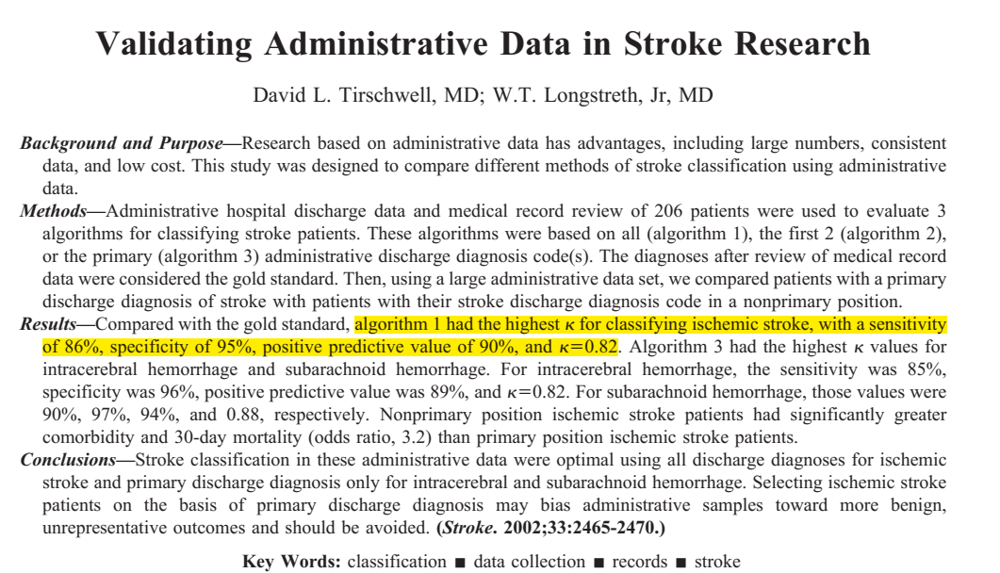 Validating Administrative Data in Stroke Research
David L. Tirschwell, MD; W.T. Longstreth, Jr, MD
Background and Purpose—Research based on administrative data has advantages, including large numbers, consistent
data, and low cost. This study was designed to compare different methods of stroke classification using administrative
data.
Methods—Administrative hospital discharge data and medical record review of 206 patients were used to evaluate 3
algorithms for classifying stroke patients. These algorithms were based on all (algorithm 1), the first 2 (algorithm 2),
or the primary (algorithm 3) administrative discharge diagnosis code(s). The diagnoses after review of medical record
data were considered the gold standard. Then, using a large administrative data set, we compared patients with a primary
discharge diagnosis of stroke with patients with their stroke discharge diagnosis code in a nonprimary position.
Results—Compared with the gold standard, algorithm 1 had the highest κ for classifying ischemic stroke, with a sensitivity
of 86%, specificity of 95%, positive predictive value of 90%, and κ=0.82. Algorithm 3 had the highest κ values for
intracerebral hemorrhage and subarachnoid hemorrhage. For intracerebral hemorrhage, the sensitivity was 85%,
specificity was 96%, positive predictive value was 89%, and κ=0.82. For subarachnoid hemorrhage, those values were
90%, 97%, 94%, and 0.88, respectively. Nonprimary position ischemic stroke patients had significantly greater
comorbidity and 30-day mortality (odds ratio, 3.2) than primary position ischemic stroke patients.
Conclusions—Stroke classification in these administrative data were optimal using all discharge diagnoses for ischemic
stroke and primary discharge diagnosis only for intracerebral and subarachnoid hemorrhage. Selecting ischemic stroke
patients on the basis of primary discharge diagnosis may bias administrative samples toward more benign,
unrepresentative outcomes and should be avoided. (Stroke. 2002;33:2465-2470.)
Key Words: classification ■ data collection ■ records ■ stroke